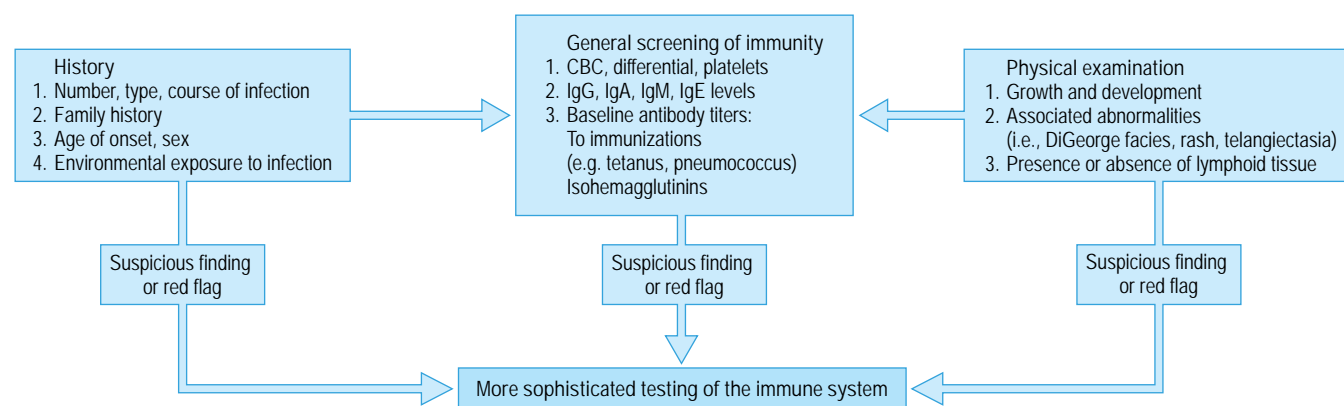 History
1. Number, type, course of infection
2. Family history
3. Age of onset, sex
4. Environmental exposure to infection
General screening of immunity
1. CBC, differential, platelets
2. IgG, IgA, IgM, IgE levels
3. Baseline antibody titers:
To immunizations
(e.g. tetanus, pneumococcus)
Isohemagglutinins
Physical examination
1. Growth and development
2. Associated abnormalities
(i.e., DiGeorge facies, rash, telangiectasia)
3. Presence or absence of lymphoid tissue
Suspicious finding
or red flag
Suspicious finding
or red flag
Suspicious finding
or red flag
More sophisticated testing of the immune system